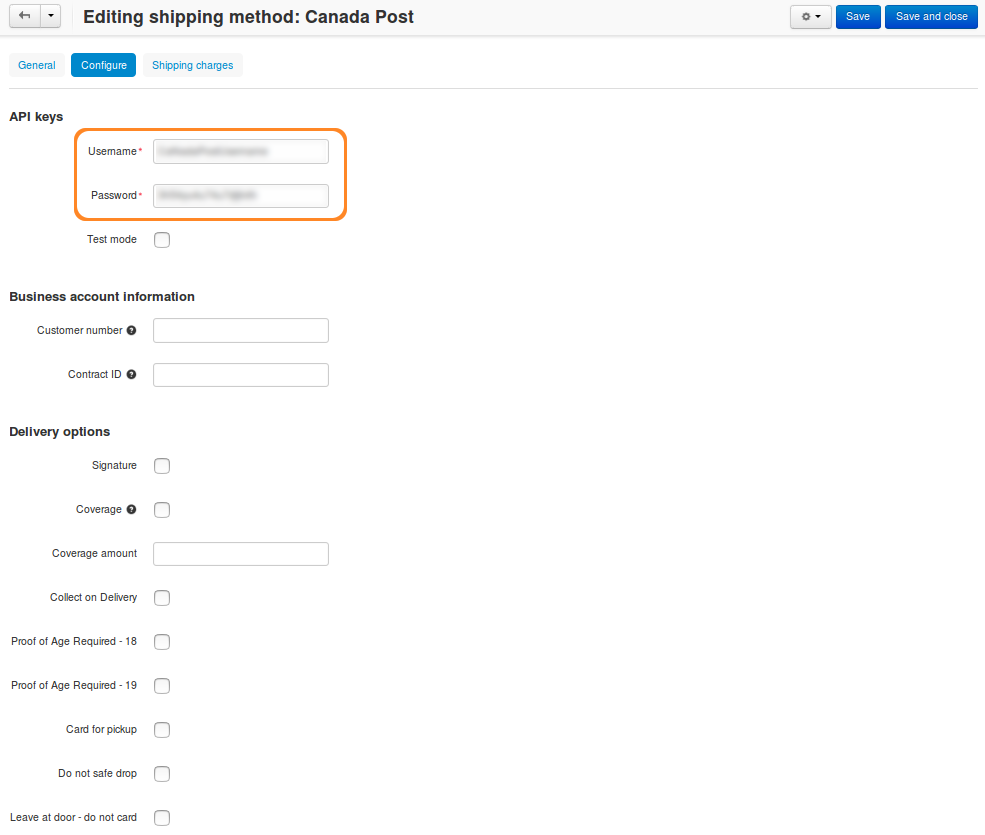 Editing shipping method: Canada Post
Save
Save and close
General
Configure
Shipping charges
API keys
Username*
Password*
Test mode
Business account information
Customer number ?
Contract ID ?
Delivery options
Signature
Coverage ?
Coverage amount
Collect on Delivery
Proof of Age Required - 18
Proof of Age Required - 19
Card for pickup
Do not safe drop
Leave at door - do not card